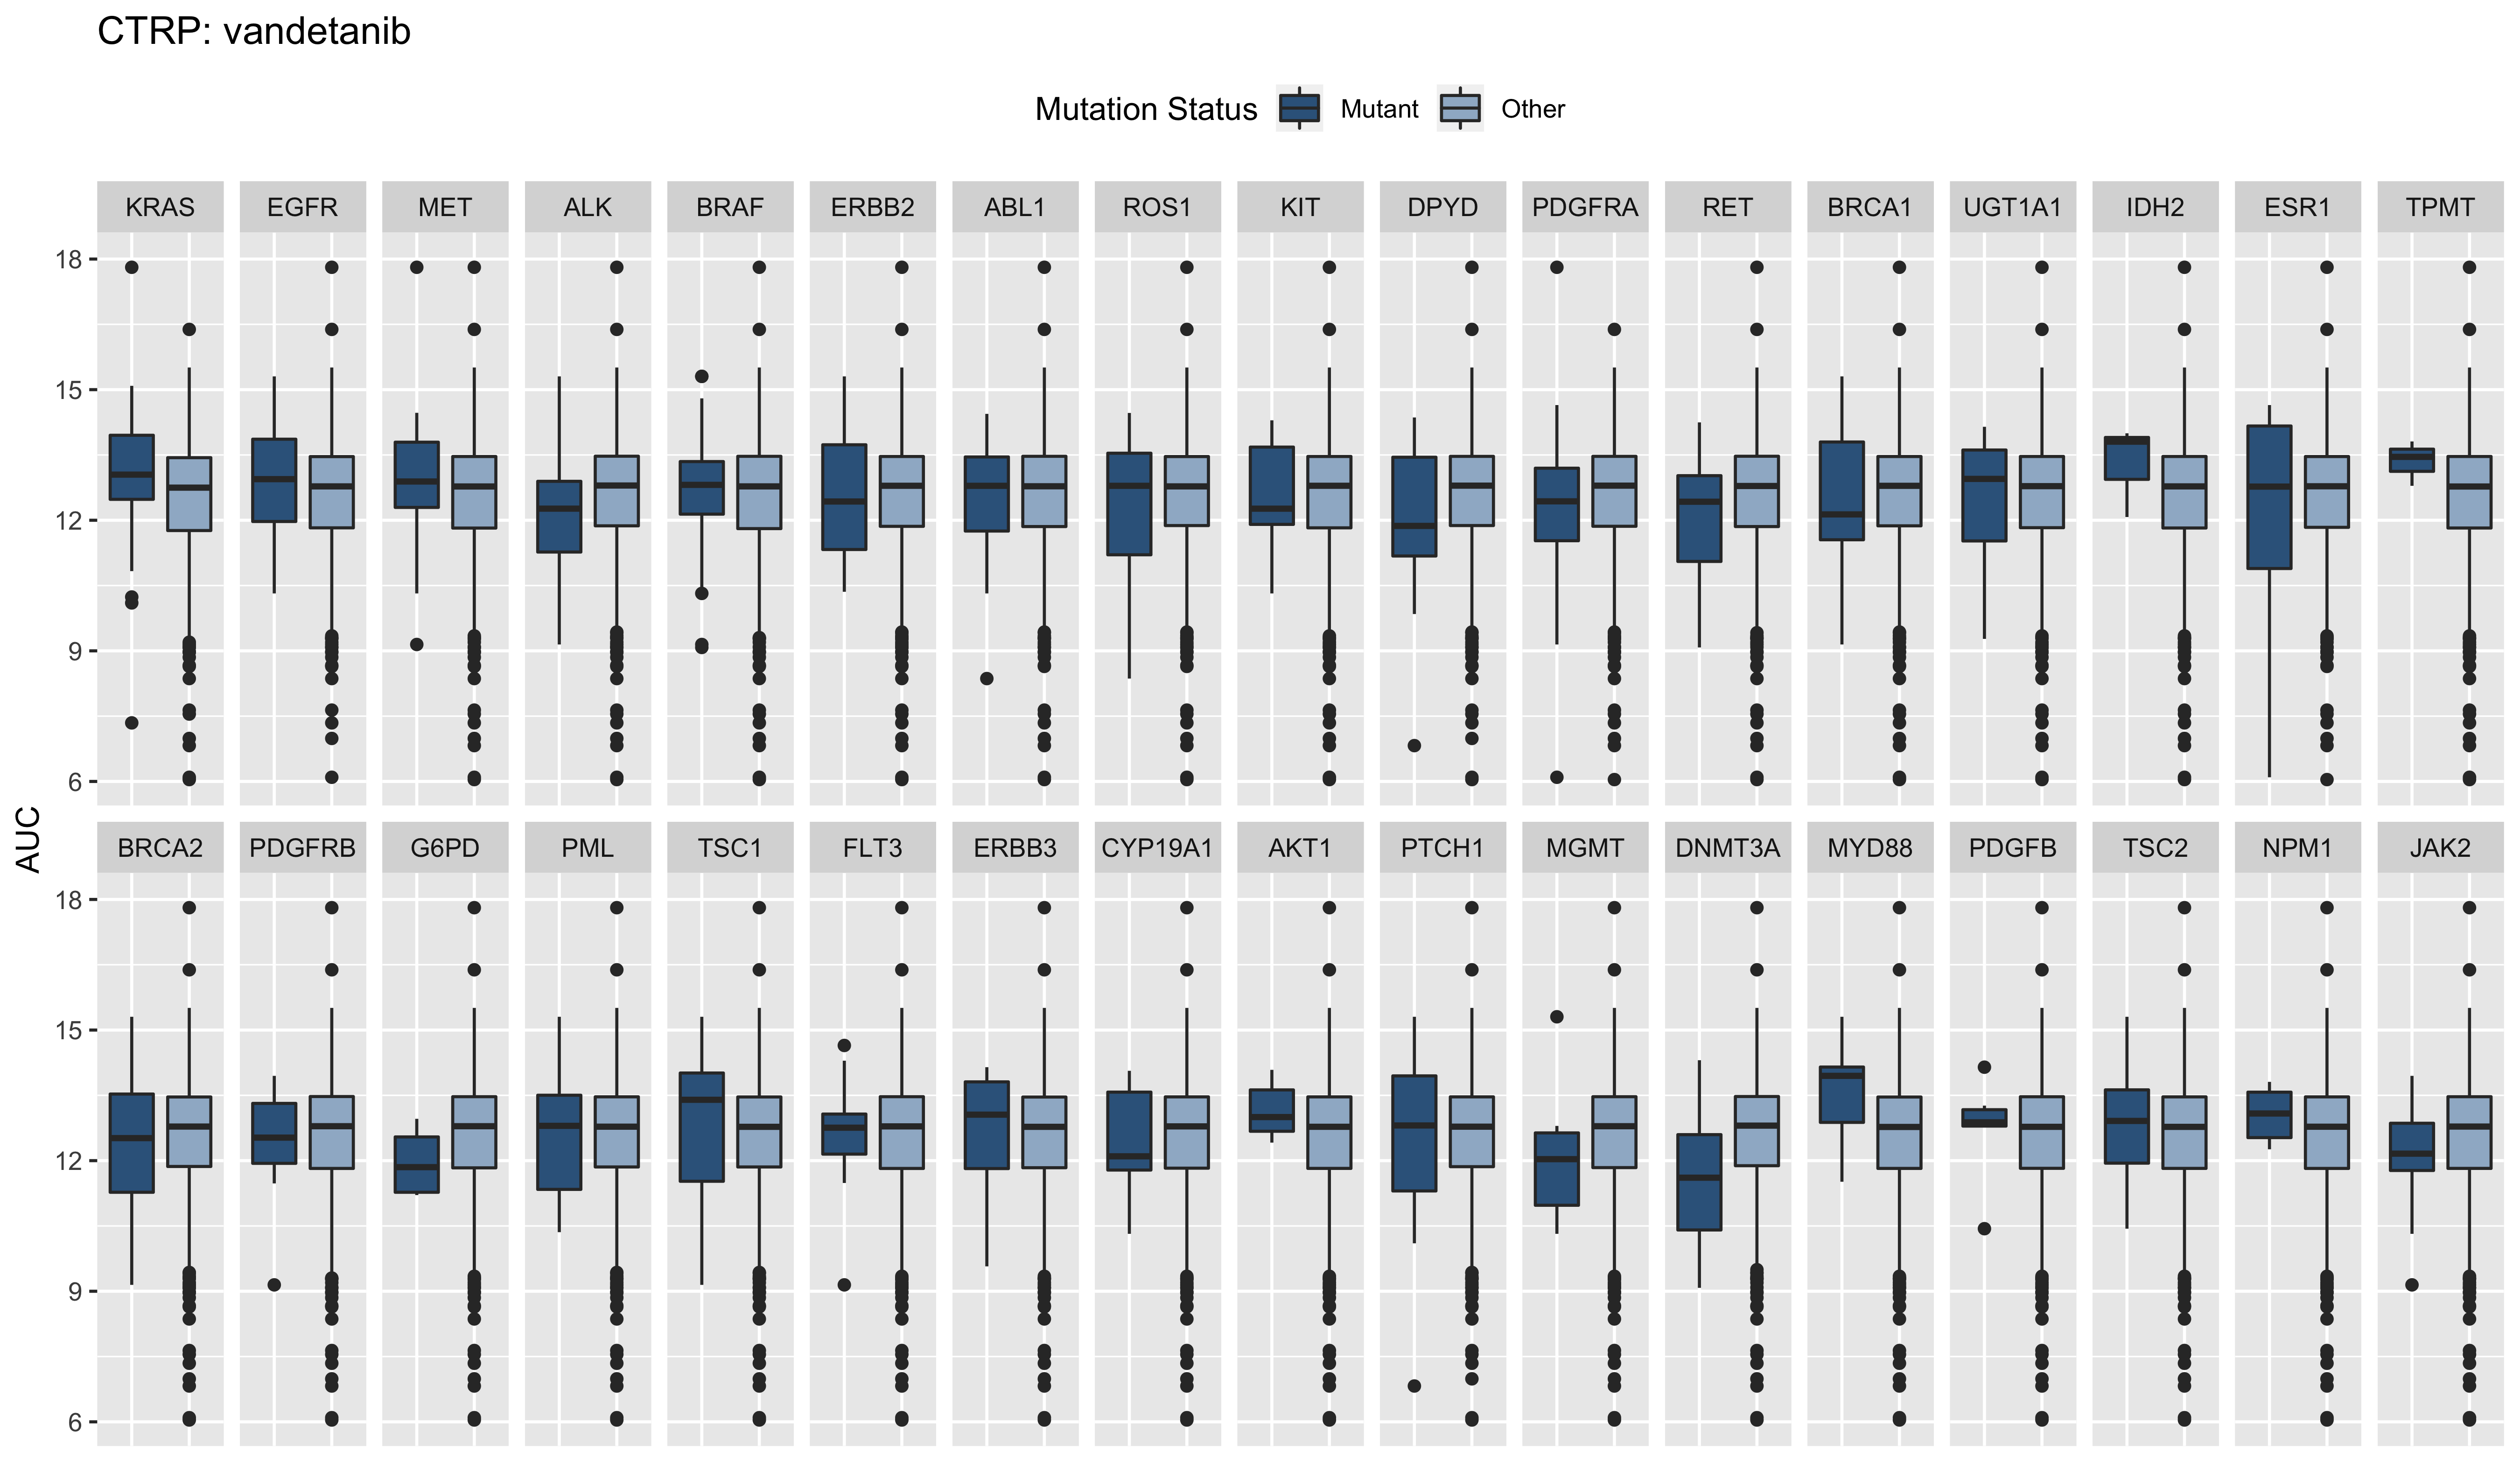 CTRP: vandetanib
Mutation Status Mutant Other
KRAS EGFR MET ALK BRAF ERBB2 ABL1 ROS1 KIT DPYD PDGFRA RET BRCA1 UGT1A1 IDH2 ESR1 TPMT
18
15
12
9
6
AUC
BRCA2 PDGFRB G6PD PML TSC1 FLT3 ERBB3 CYP19A1 AKT1 PTCH1 MGMT DNMT3A MYD88 PDGFB TSC2 NPM1 JAK2
18
15
12
9
6